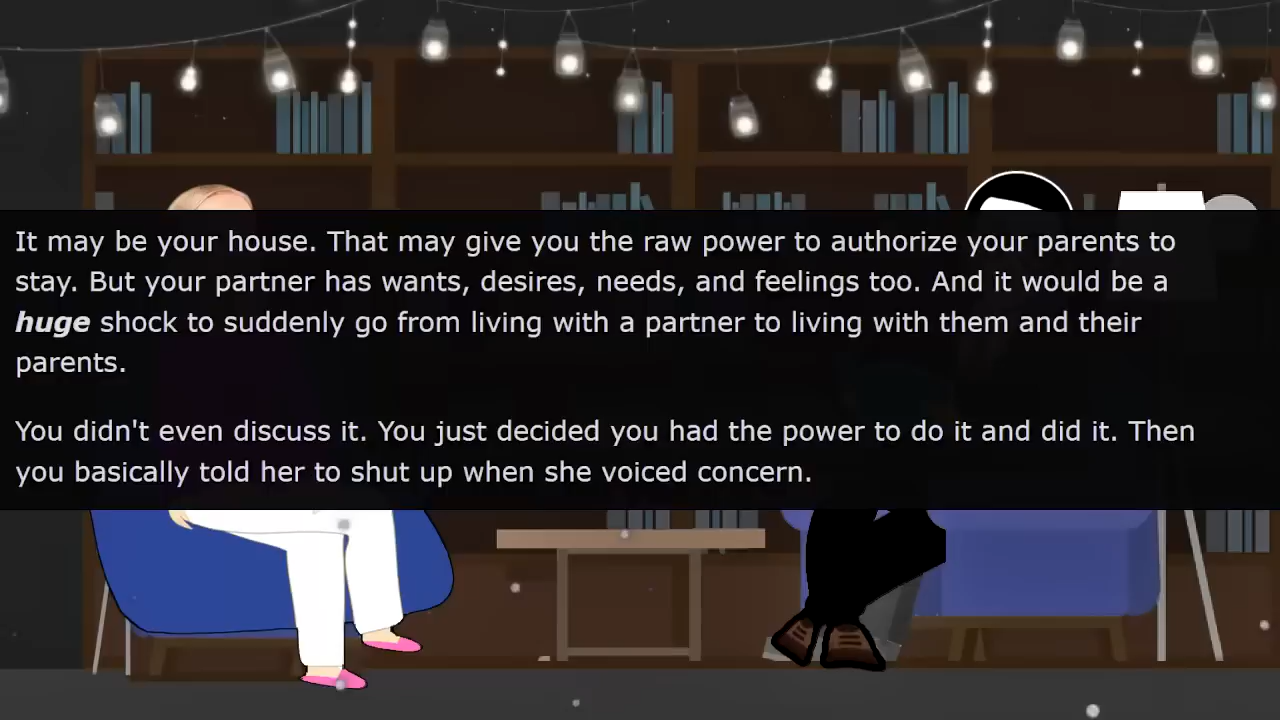 It may be your house. That may give you the raw power to authorize your parents to
stay. But your partner has wants, desires, needs, and feelings too. And it would be a
huge shock to suddenly go from living with a partner to living with them and their
parents.
You didn't even discuss it. You just decided you had the power to do it and did it. Then
you basically told her to shut up when she voiced concern.